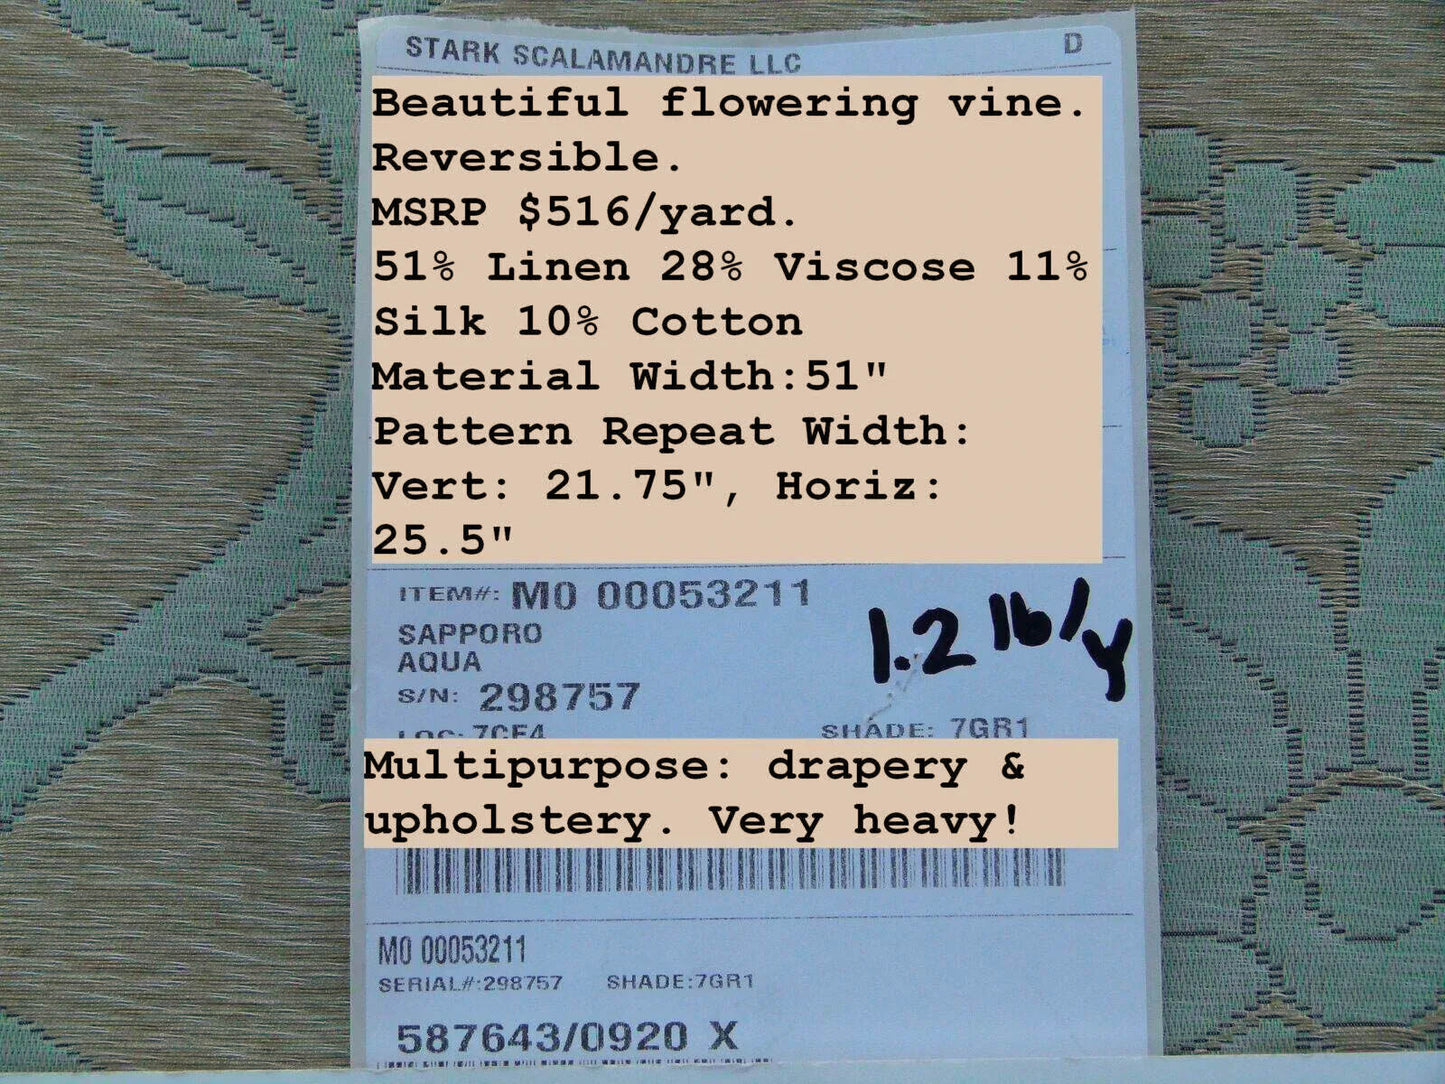 STARK SCALAMANDRE LLC D
Beautiful flowering vine.
Reversible.
MSRP $516/yard.
51% Linen 28% Viscose 11%
Silk 10% Cotton
Material Width:51"
Pattern Repeat Width:
Vert: 21.75", Horiz:
25.5"
ITEM#: M0 00053211
SAPPORO
AQUA
1.2 lb/y
S/N: 298757
LOC: 7CF4 SHADE: 7GR1
Multipurpose: drapery &
upholstery. Very heavy!
M0 00053211
SERIAL#:298757 SHADE:7GR1
587643/0920 X